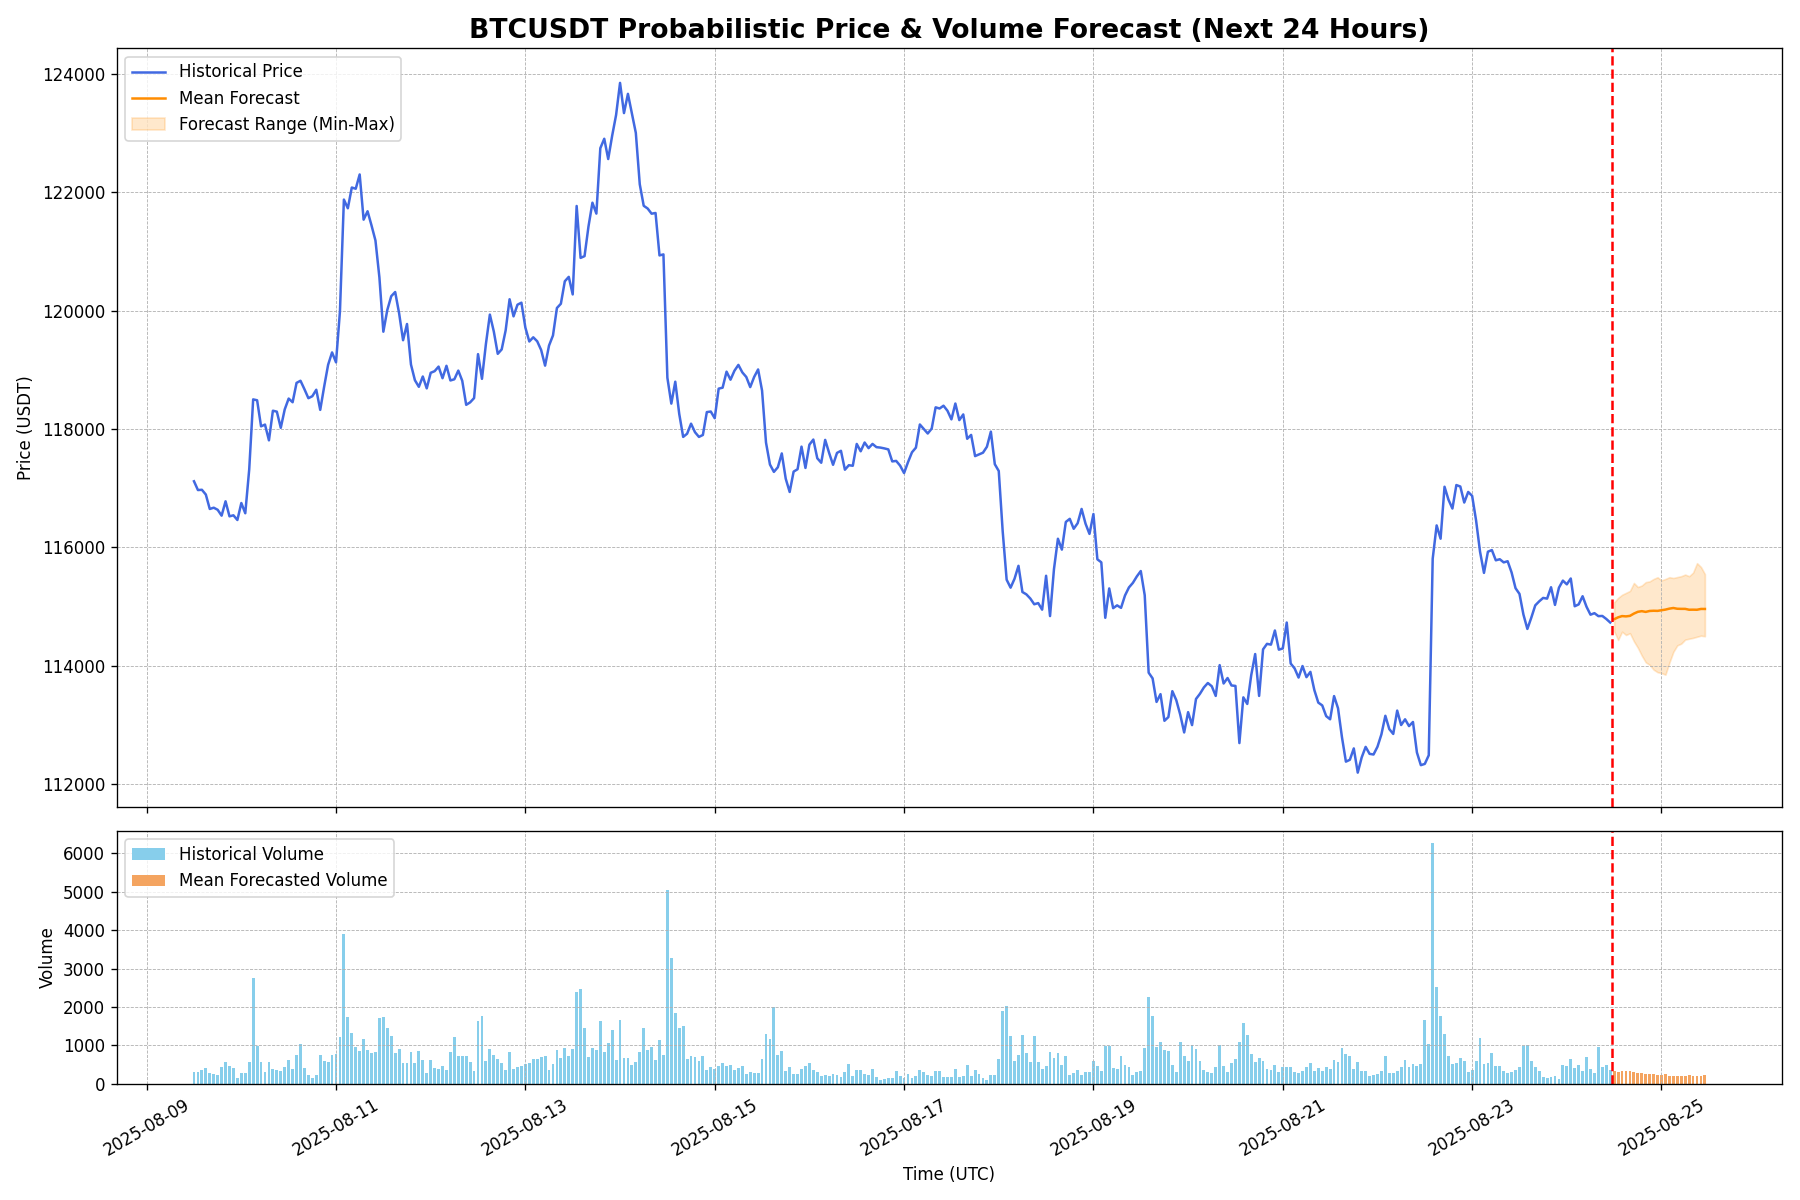 BTCUSDT Probabilistic Price & Volume Forecast (Next 24 Hours)
Historical Price
Mean Forecast
Forecast Range (Min-Max)
124000
122000
120000
118000
116000
114000
112000
Price (USDT)
Historical Volume
Mean Forecasted Volume
6000
5000
4000
3000
2000
1000
0
Volume
2025-08-09
2025-08-11
2025-08-13
2025-08-15
2025-08-17
2025-08-19
2025-08-21
2025-08-23
2025-08-25
Time (UTC)